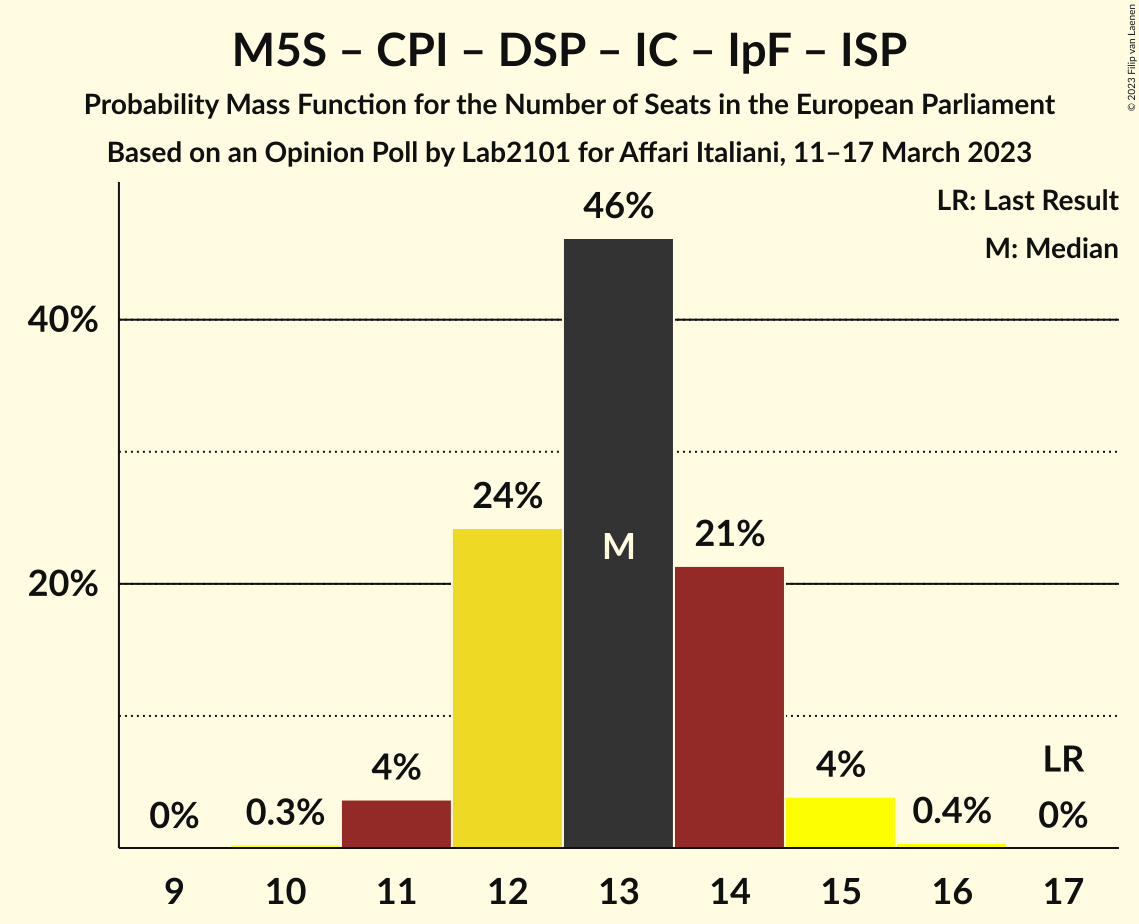 M5S – CPI – DSP – IC – IpF – ISP
Probability Mass Function for the Number of Seats in the European Parliament
Based on an Opinion Poll by Lab2101 for Affari Italiani, 11–17 March 2023
© 2023 Filip van Laenen
LR: Last Result
M: Median
40%
20%
0%
0.3%
4%
24%
46%
M
21%
4%
0.4%
LR
0%
9 10 11 12 13 14 15 16 17